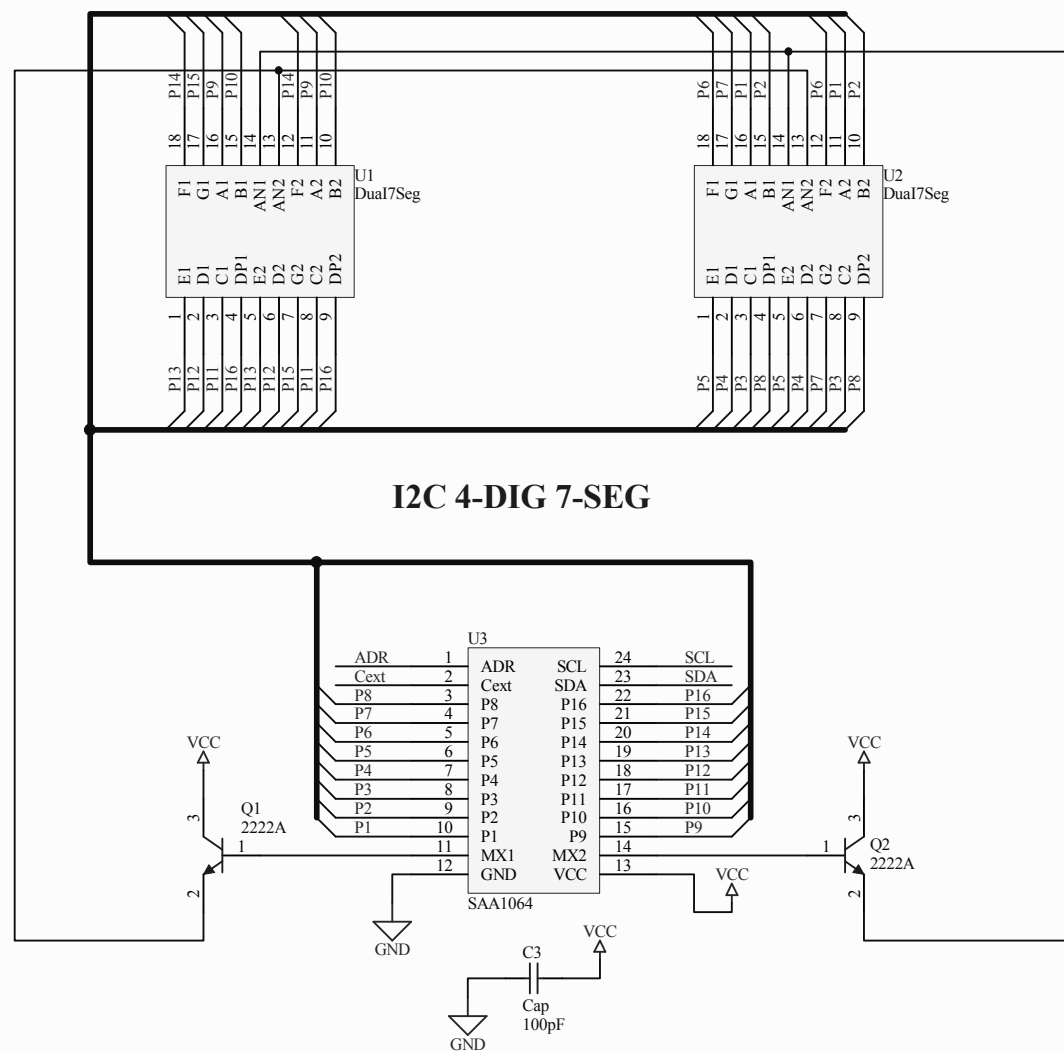 P14 P15 P9 P10 P14 P9 P10
18 17 16 15 14 13 12 11 10
F1 G1 A1 B1 AN1 AN2 F2 A2 B2
U1
DuaI7Seg
E1 D1 C1 DP1 E2 D2 G2 C2 DP2
1 2 3 4 5 6 7 8 9
P13 P12 P11 P16 P13 P12 P15 P11 P16
P6 P7 P1 P2 P6 P1 P2
18 17 16 15 14 13 12 11 10
F1 G1 A1 B1 AN1 AN2 F2 A2 B2
U2
DuaI7Seg
E1 D1 C1 DP1 E2 D2 G2 C2 DP2
1 2 3 4 5 6 7 8 9
P5 P4 P3 P8 P5 P4 P7 P3 P8
I2C 4-DIG 7-SEG
U3
ADR 1 ADR SCL 24 SCL
Cext 2 Cext SDA 23 SDA
P8 3 P8 P16 22 P16
P7 4 P7 P15 21 P15
P6 5 P6 P14 20 P14
P5 6 P5 P13 19 P13
P4 7 P4 P12 18 P12
P3 8 P3 P11 17 P11
P2 9 P2 P10 16 P10
P1 10 P1 P9 15 P9
11 MX1 MX2 14
12 GND VCC 13
SAA1064
VCC
3
Q1
2222A
1
2
GND
VCC
VCC
3
1
Q2
2222A
2
C3
VCC
Cap
100pF
GND